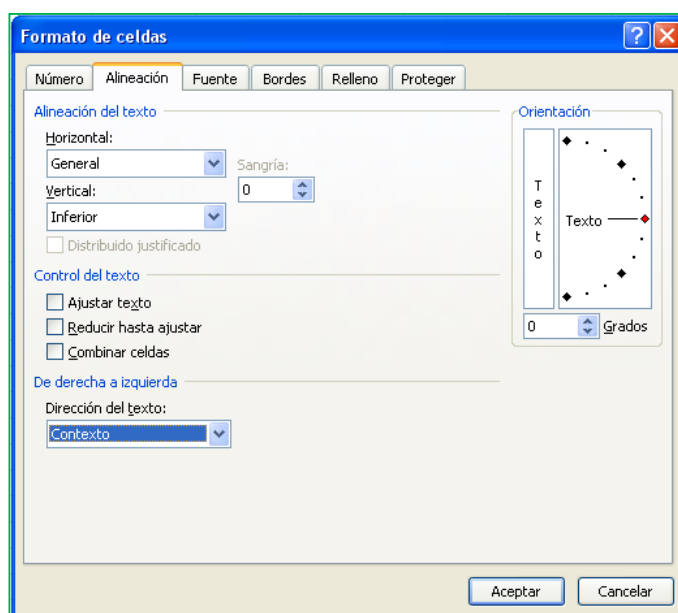 Formato de celdas
Número Alineación Fuente Bordes Relleno Proteger
Alineación del texto
Horizontal:
General
Sangría:
Vertical:
0
Inferior
Distribuido justificado
Control del texto
Ajustar texto
Reducir hasta ajustar
Combinar celdas
De derecha a izquierda
Dirección del texto:
Contexto
Orientación
Texto
Texto
0 Grados
Aceptar Cancelar